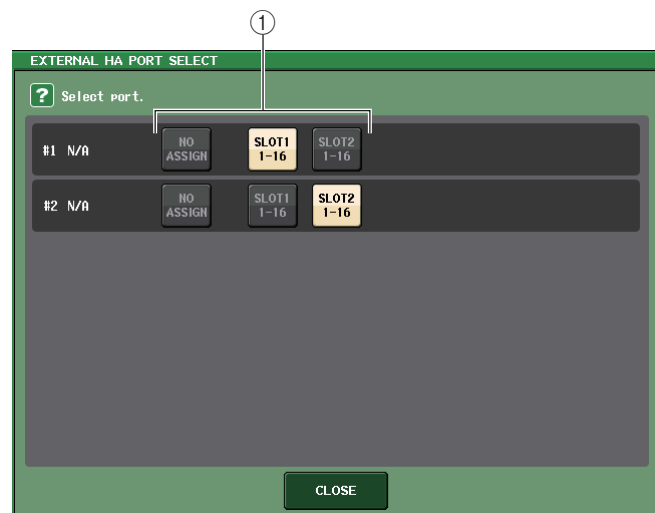 ①
EXTERNAL HA PORT SELECT
? Select port.
#1 N/A
NO
ASSIGN
SLOT1
1-16
SLOT2
1-16
#2 N/A
NO
ASSIGN
SLOT1
1-16
SLOT2
1-16
CLOSE